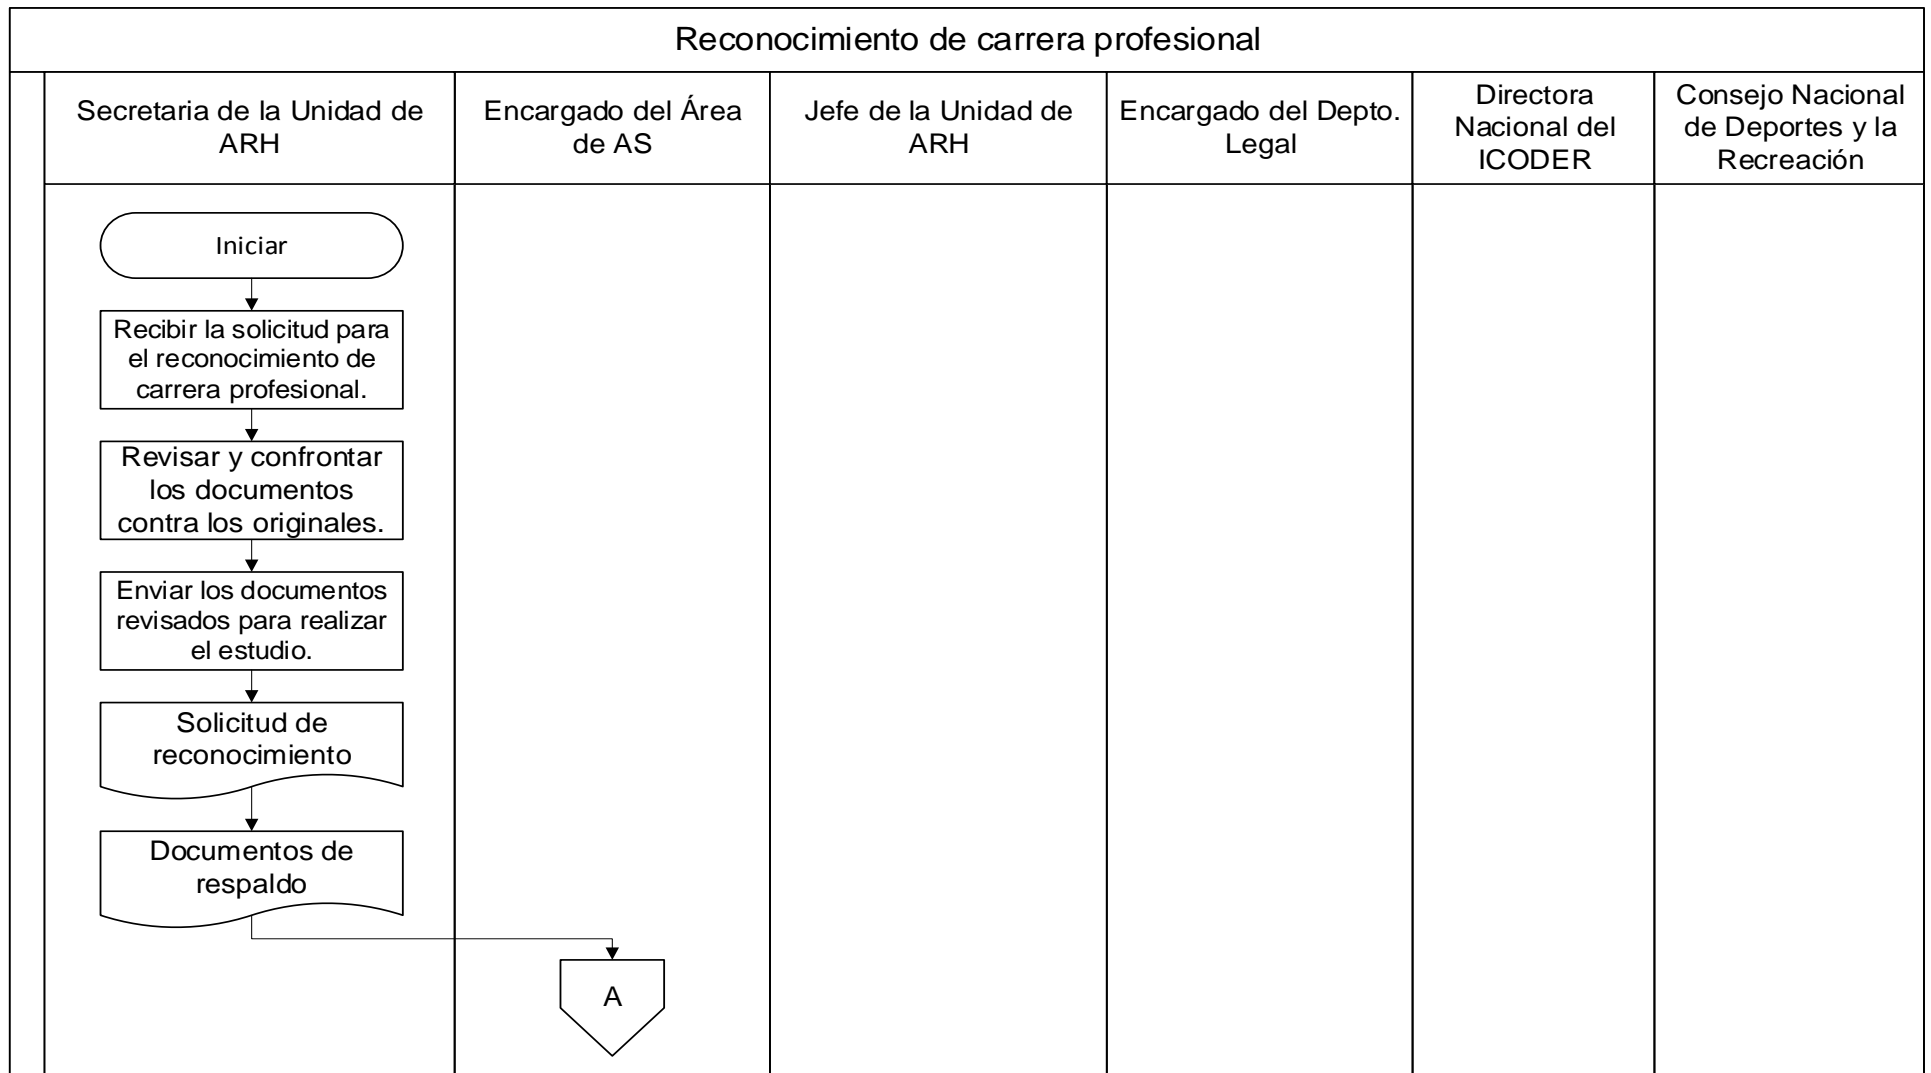 Reconocimiento de carrera profesional
Secretaria de la Unidad de
ARH
Encargado del Área
de AS
Jefe de la Unidad de
ARH
Encargado del Depto.
Legal
Directora
Nacional del
ICODER
Consejo Nacional
de Deportes y la
Recreación
Iniciar
Recibir la solicitud para
el reconocimiento de
carrera profesional.
Revisar y confrontar
los documentos
contra los originales.
Enviar los documentos
revisados para realizar
el estudio.
Solicitud de
reconocimiento
Documentos de
respaldo
A